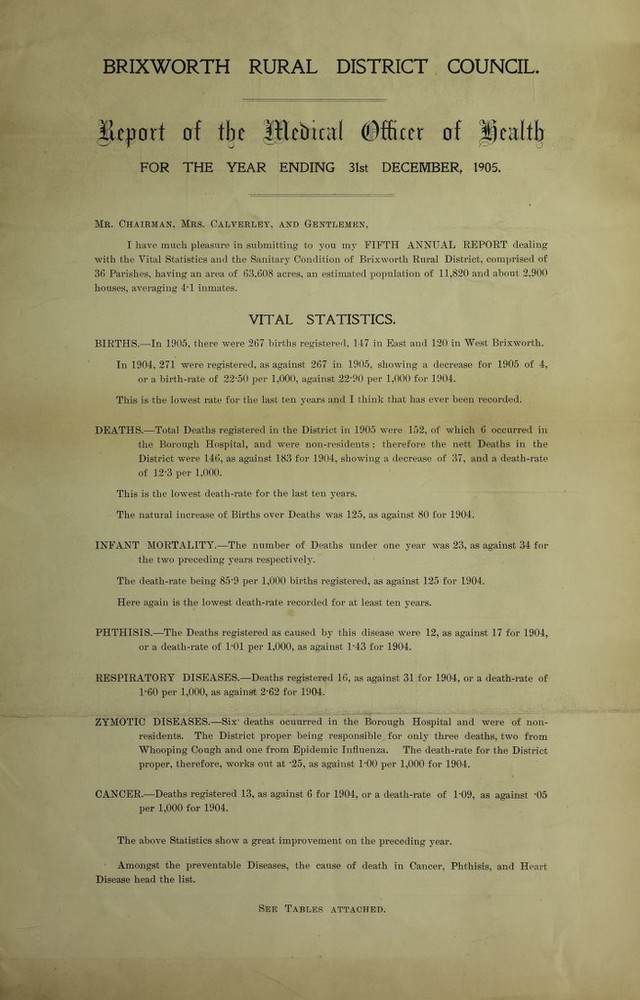 BRIXWORTH RURAL DISTRICT COUNCIL.
Report of the Medical Officer of Health
FOR THE YEAR ENDING 31st DECEMBER, 1905.
MR. CHAIRMAN, MRS. CALVERLEY, AND GENTLEMEN,
I have much pleasure in submitting to you my FIFTH ANNUAL REPORT dealing
with the Vital Statistics and the Sanitary Condition of Brixworth Rural District, comprised of
36 Parishes, having an area of 63,608 acres, an estimated population of 11,820 and about 2,900
houses, averaging 4·1 inmates.
VITAL STATISTICS.
BIRTHS.—In 1905, there were 267 births registered, 147 in East and 120 in West Brixworth.
In 1904, 271 were registered, as against 267 in 1905, showing a decrease for 1905 of 4,
or a birth-rate of 22·50 per 1,000, against 22·90 per 1,000 for 1904.
This is the lowest rate for the last ten years and I think that has ever been recorded.
DEATHS.—Total Deaths registered in the District in 1905 were 152, of which 6 occurred in
the Borough Hospital, and were non-residents: therefore the nett Deaths in the
District were 146, as against 183 for 1904, showing a decrease of 37, and a death-rate
of 12·3 per 1,000.
This is the lowest death-rate for the last ten years.
The natural increase of Births over Deaths was 125, as against 80 for 1904.
INFANT MORTALITY.—The number of Deaths under one year was 23, as against 34 for
the two preceding years respectively.
The death-rate being 85·9 per 1,000 births registered, as against 125 for 1904.
Here again is the lowest death-rate recorded for at least ten years.
PHTHISIS.—The Deaths registered as caused by this disease were 12, as against 17 for 1904,
or a death-rate of 1·01 per 1,000, as against 1·43 for 1904.
RESPIRATORY DISEASES.—Deaths registered 16, as against 31 for 1904, or a death-rate of
1·60 per 1,000, as against 2·62 for 1904.
ZYMOTIC DISEASES.—Six deaths ocuurred in the Borough Hospital and were of non-
residents. The District proper being responsible for only three deaths, two from
Whooping Cough and one from Epidemic Influenza. The death-rate for the District
proper, therefore, works out at ·25, as against 1·00 per 1,000 for 1904.
CANCER.—Deaths registered 13, as against 6 for 1904, or a death-rate of 1·09, as against ·05
per 1,000 for 1904.
The above Statistics show a great improvement on the preceding year.
Amongst the preventable Diseases, the cause of death in Cancer, Phthisis, and Heart
Disease head the list.
SEE TABLES ATTACHED.